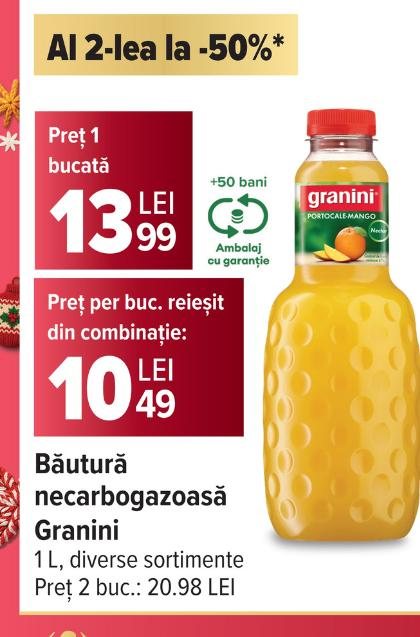 Al 2-lea la -50%*
Preț 1
bucată
13 99 LEI
+50 bani
Ambalaj
cu garanție
Preț per buc. reieșit
din combinație:
10 49 LEI
granini
PORTOCALE-MANGO
Nectar
Băutură
necarbogazoasă
Granini
1 L, diverse sortimente
Preț 2 buc.: 20.98 LEI